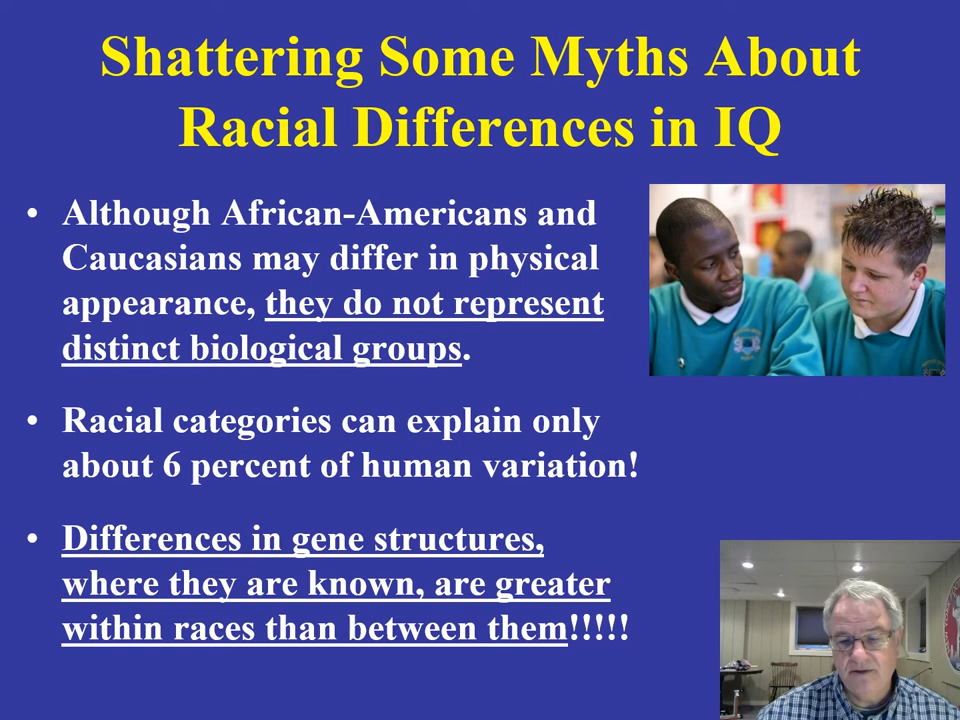 Shattering Some Myths About
Racial Differences in IQ
• Although African-Americans and
Caucasians may differ in physical
appearance, they do not represent
distinct biological groups.
• Racial categories can explain only
about 6 percent of human variation!
• Differences in gene structures,
where they are known, are greater
within races than between them!!!!!